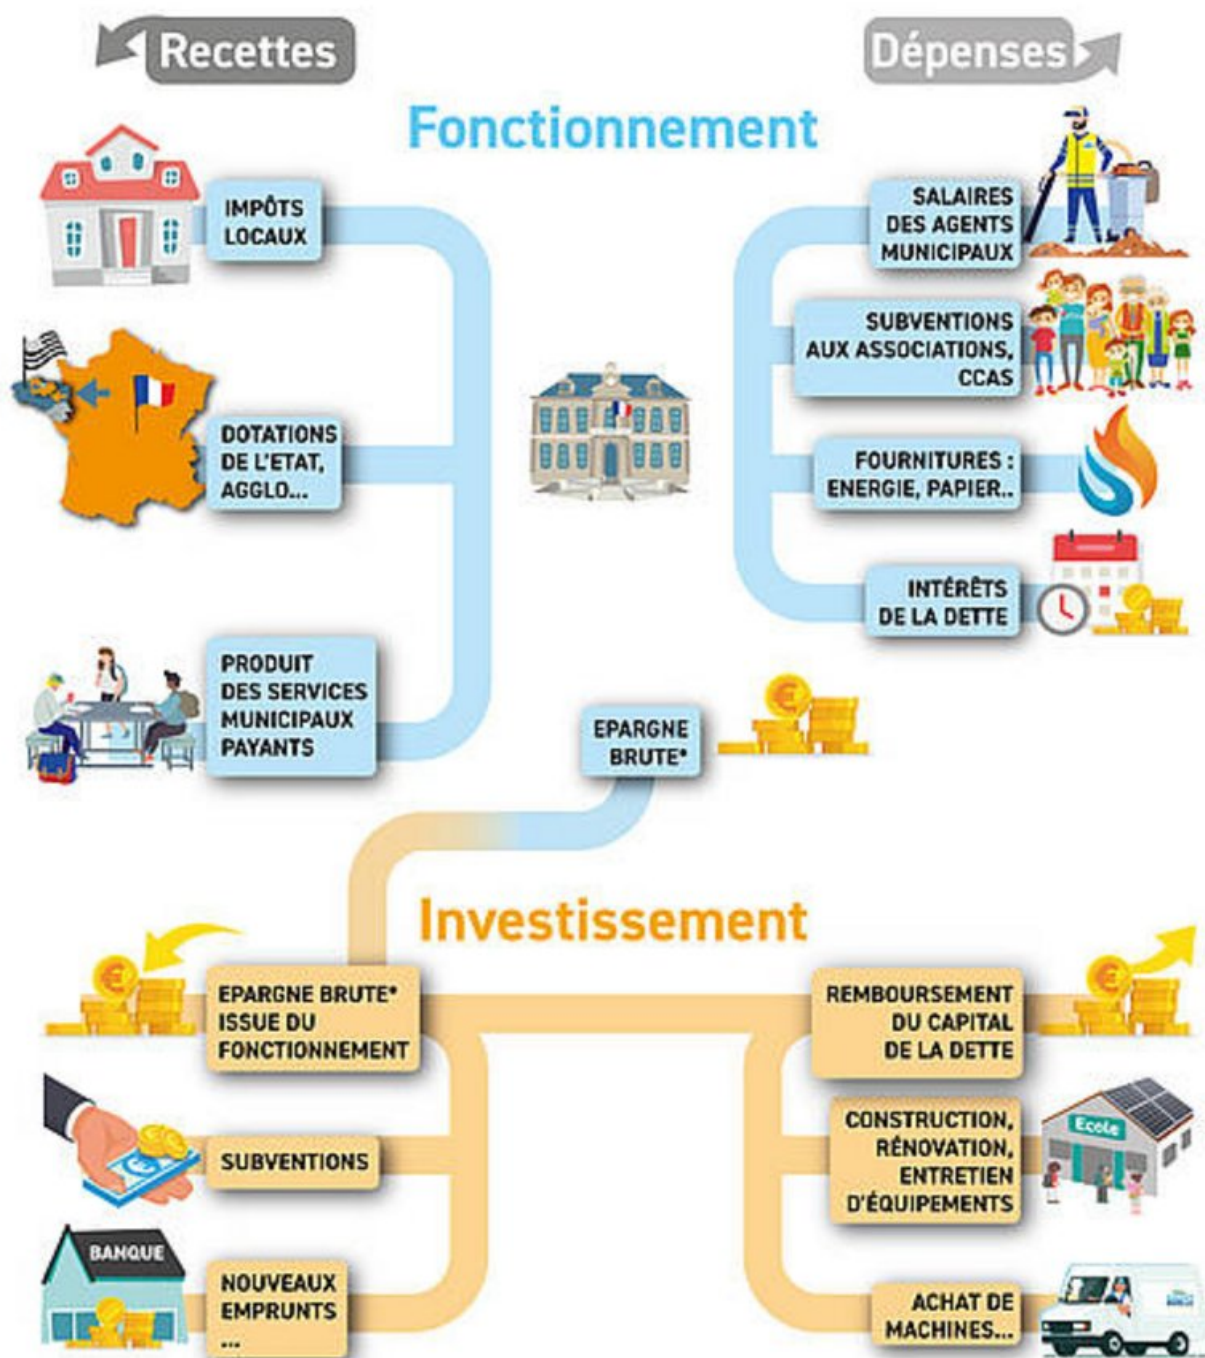 Recettes
Dépenses
Fonctionnement
IMPÔTS
LOCAUX
DOTATIONS
DE L'ETAT,
AGGLO...
PRODUIT
DES SERVICES
MUNICIPAUX
PAYANTS
SALAIRES
DES AGENTS
MUNICIPAUX
SUBVENTIONS
AUX ASSOCIATIONS,
CCAS
FOURNITURES :
ENERGIE, PAPIER..
INTÉRÊTS
DE LA DETTE
EPARGNE
BRUTE*
Investissement
EPARGNE BRUTE*
ISSUE DU
FONCTIONNEMENT
SUBVENTIONS
BANQUE
NOUVEAUX
EMPRUNTS
...
REMBOURSEMENT
DU CAPITAL
DE LA DETTE
CONSTRUCTION,
RÉNOVATION,
ENTRETIEN
D'ÉQUIPEMENTS
Ecole
ACHAT DE
MACHINES...